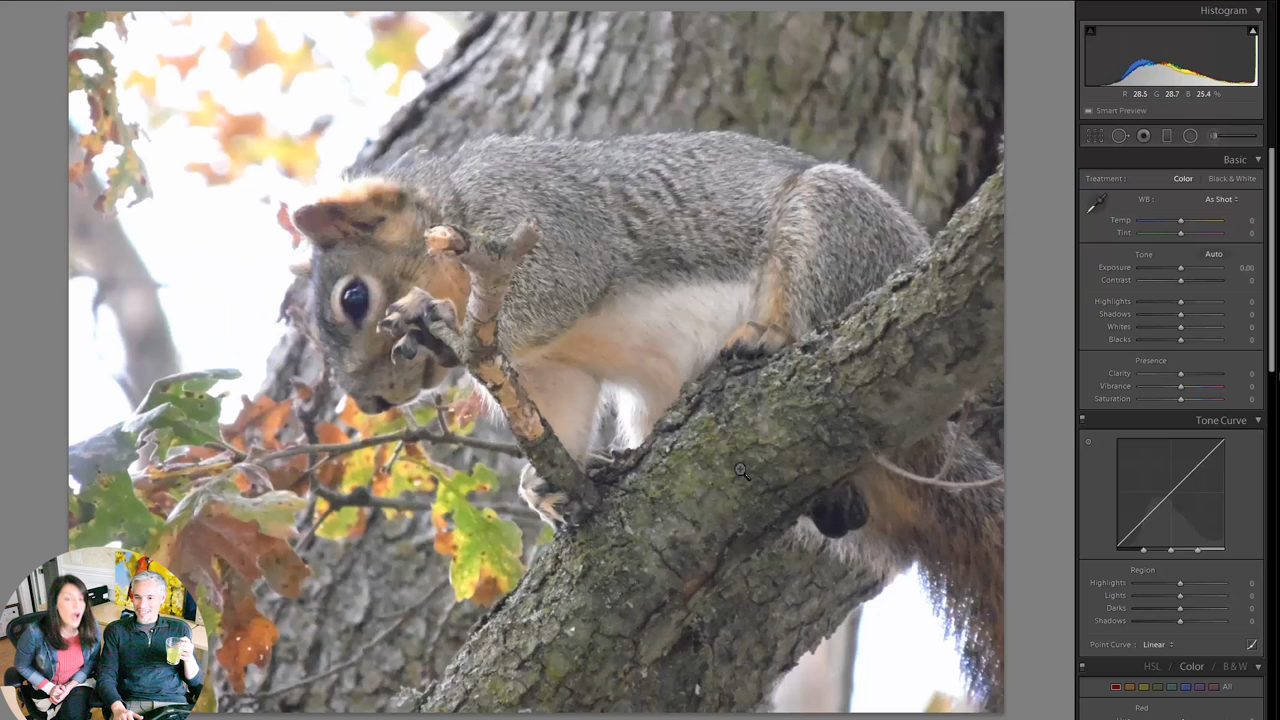 Histogram
R 28.5 G 28.7 B 25.4 %
Smart Preview
Basic
Treatment : Color Black & White
WB : As Shot
Temp 0
Tint 0
Tone Auto
Exposure 0.00
Contrast 0
Highlights 0
Shadows 0
Whites 0
Blacks 0
Presence
Clarity 0
Vibrance 0
Saturation 0
Tone Curve
Region
Highlights 0
Lights 0
Darks 0
Shadows 0
Point Curve : Linear
HSL / Color / B & W
All
Red